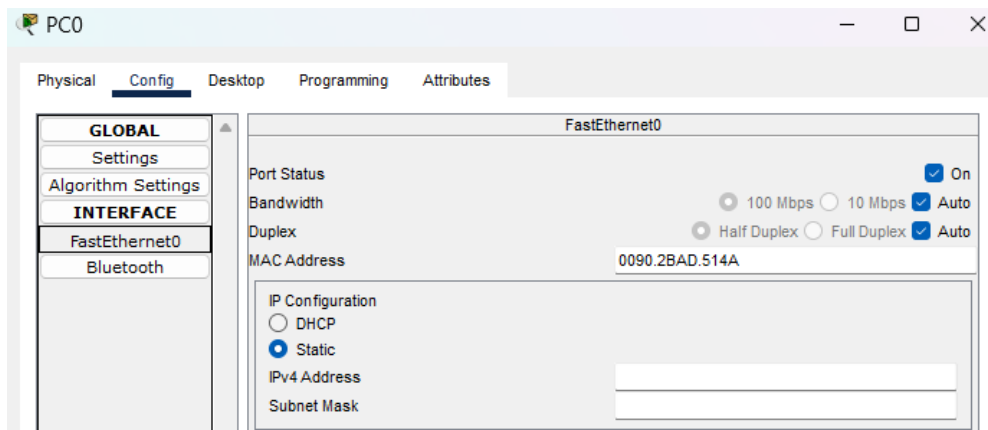 PC0
Physical Config Desktop Programming Attributes
GLOBAL
Settings
Algorithm Settings
INTERFACE
FastEthernet0
Bluetooth
FastEthernet0
Port Status On
Bandwidth 100 Mbps 10 Mbps Auto
Duplex Half Duplex Full Duplex Auto
MAC Address 0090.2BAD.514A
IP Configuration
DHCP
Static
IPv4 Address
Subnet Mask